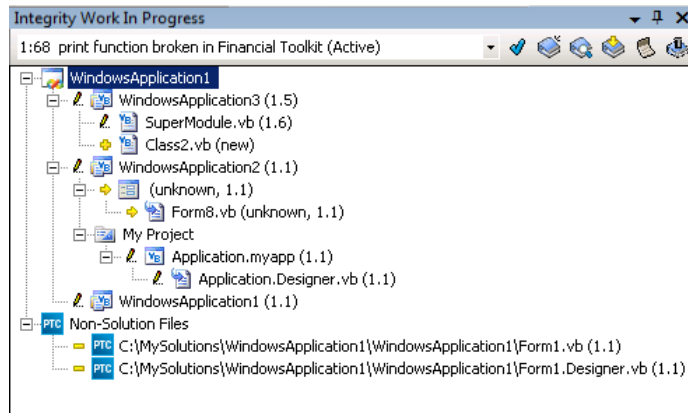 Integrity Work In Progress
1:68 print function broken in Financial Toolkit (Active)
WindowsApplication1
WindowsApplication3 (1.5)
SuperModule.vb (1.6)
Class2.vb (new)
WindowsApplication2 (1.1)
(unknown, 1.1)
Form8.vb (unknown, 1.1)
My Project
Application.myapp (1.1)
Application.Designer.vb (1.1)
WindowsApplication1 (1.1)
PTC Non-Solution Files
PTC C:\MySolutions\WindowsApplication1\WindowsApplication1\Form1.vb (1.1)
PTC C:\MySolutions\WindowsApplication1\WindowsApplication1\Form1.Designer.vb (1.1)